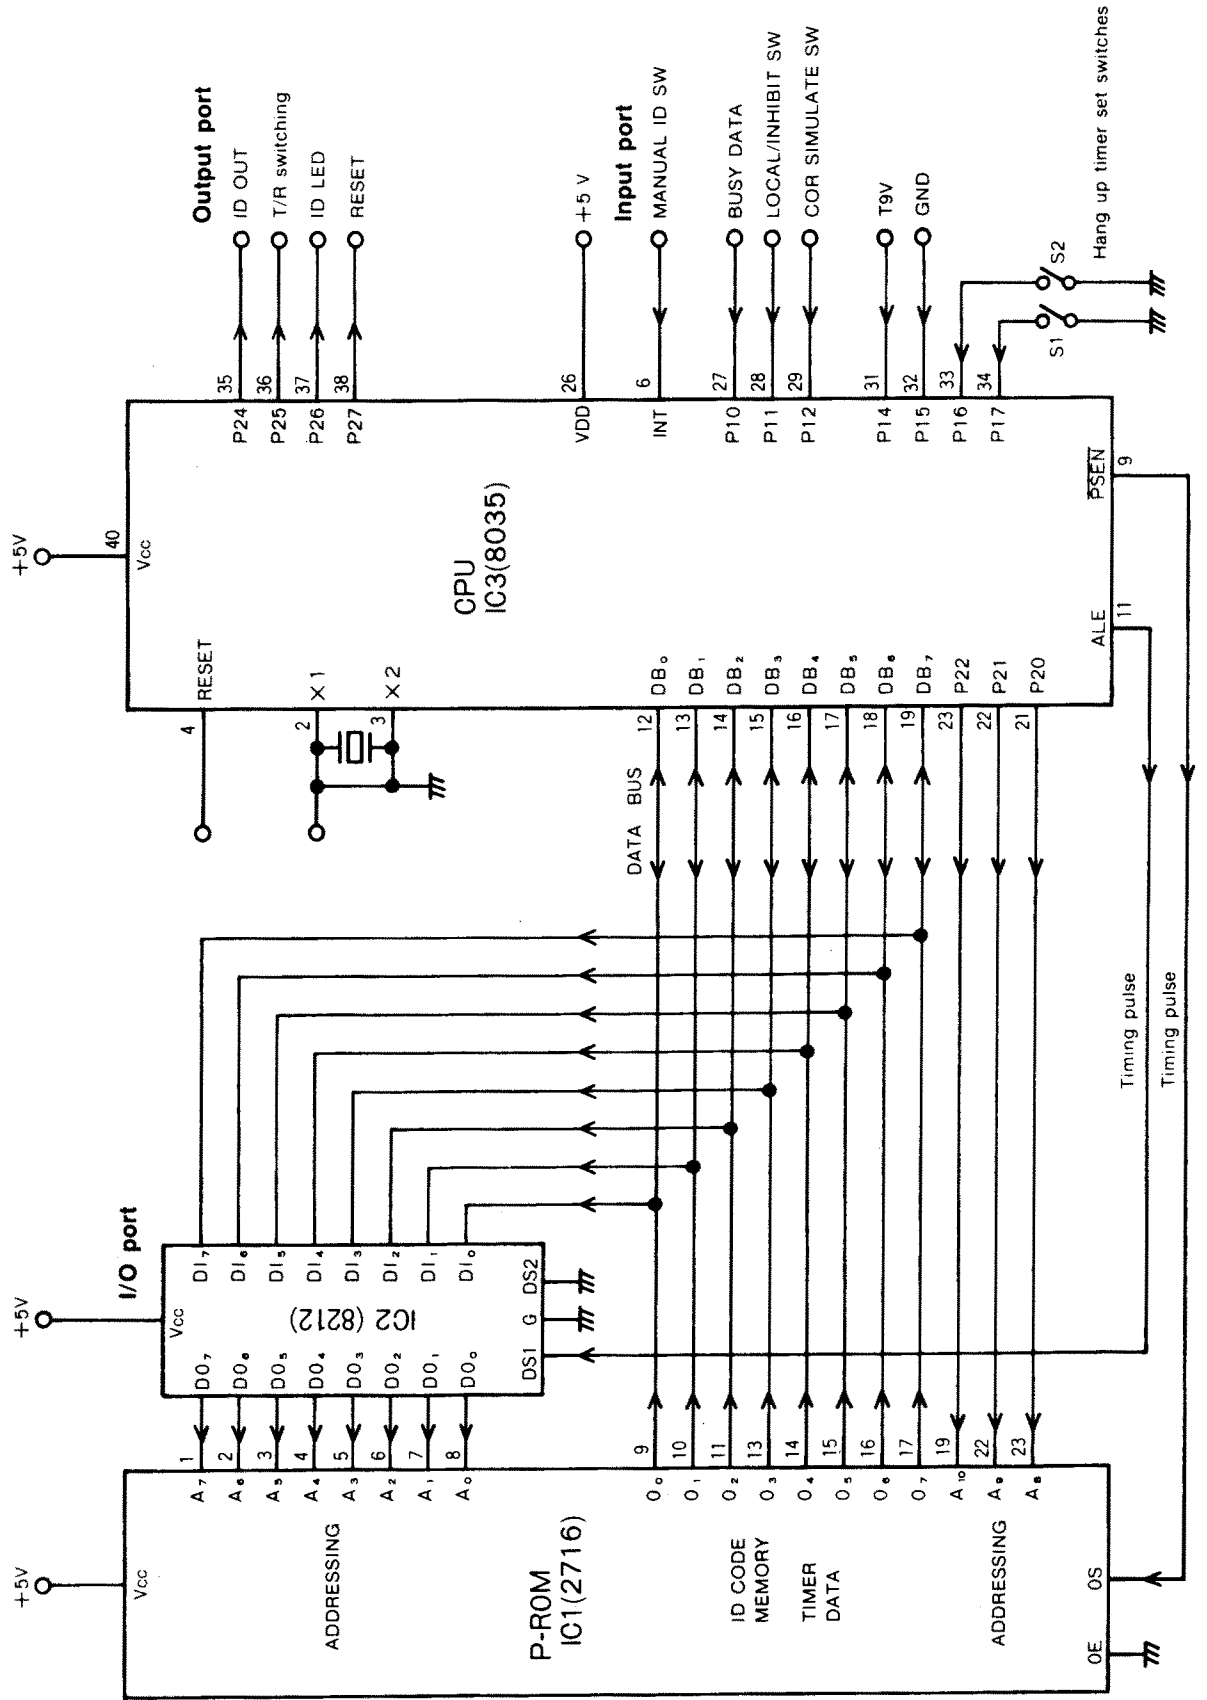 +5V
+5V
+5V
Vcc
P-ROM
IC1(2716)
ADDRESSING
ID CODE
MEMORY
TIMER
DATA
ADDRESSING
OE
OS
A7
A6
A5
A4
A3
A2
A1
A0
1
2
3
4
5
6
7
8
O0
O1
O2
O3
O4
O5
O6
O7
A10
A9
A8
9
10
11
13
14
15
16
17
19
22
23
I/O port
Vcc
IC2 (8212)
DO7
DO6
DO5
DO4
DO3
DO2
DO1
DO0
DI7
DI6
DI5
DI4
DI3
DI2
DI1
DI0
DS1
G
DS2
Timing pulse
Timing pulse
DATA BUS
4
RESET
2
X1
3
X2
12
13
14
15
16
17
18
19
23
22
21
DB0
DB1
DB2
DB3
DB4
DB5
DB6
DB7
P22
P21
P20
40
Vcc
CPU
IC3(8035)
ALE
11
PSEN
9
Output port
P24
35
ID OUT
P25
36
T/R switching
P26
37
ID LED
P27
38
RESET
VDD
26
+5 V
Input port
INT
6
MANUAL ID SW
P10
27
BUSY DATA
P11
28
LOCAL/INHIBIT SW
P12
29
COR SIMULATE SW
P14
31
T9V
P15
32
GND
P16
33
P17
34
S1
S2
Hang up timer set switches